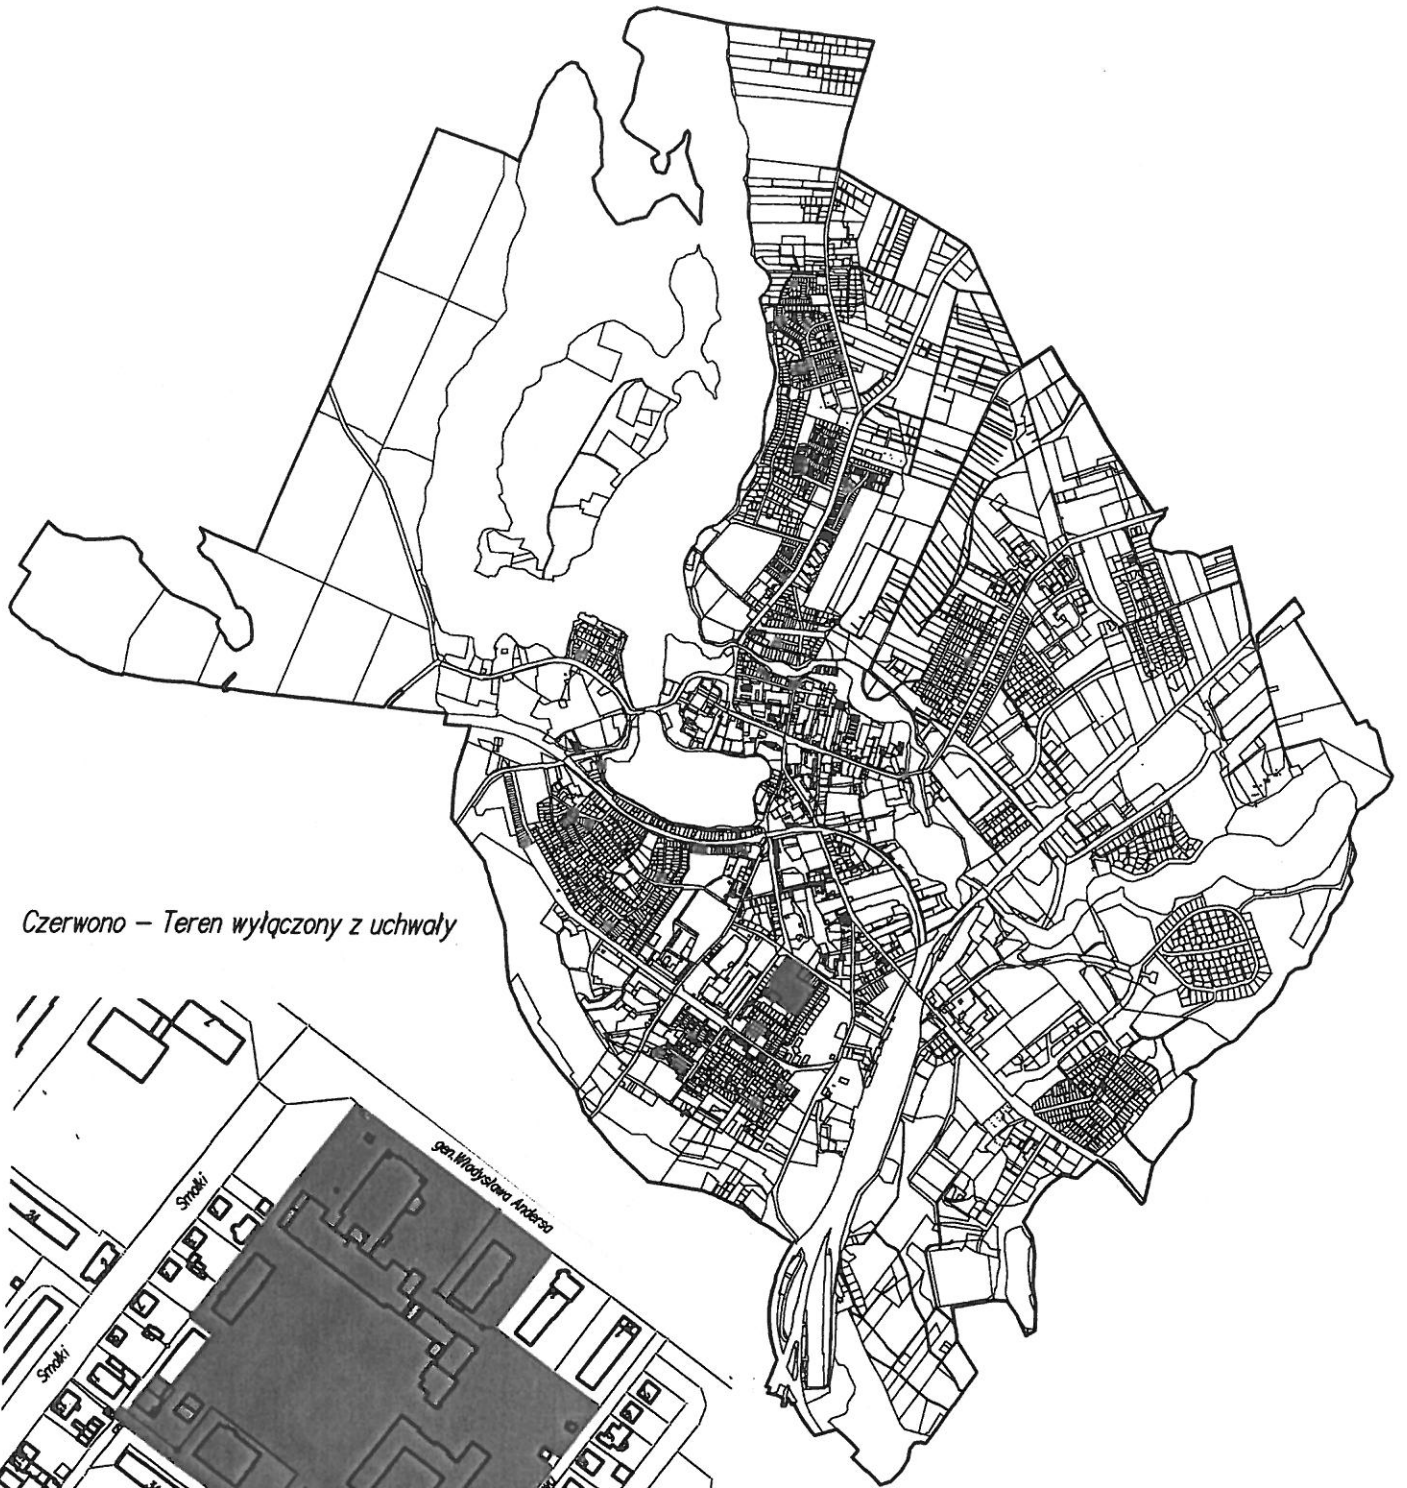 Czerwono – Teren wyłączony z uchwały
gen.Władysława Andersa
Smolki
Smolki